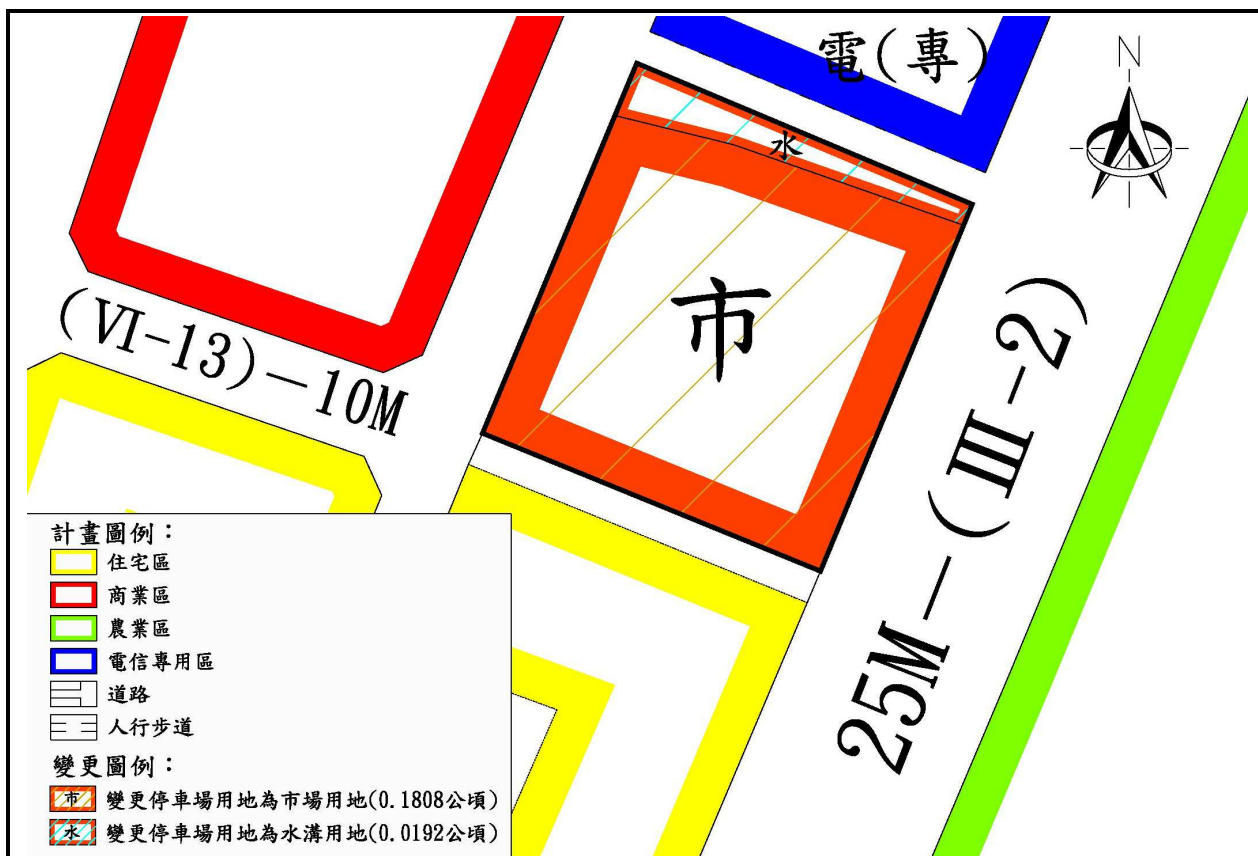 電(專)
N
水
市
(VI-13)-10M
25M-(III-2)
計畫圖例：
住宅區
商業區
農業區
電信專用區
道路
人行步道
變更圖例：
市 變更停車場用地為市場用地(0.1808公頃)
水 變更停車場用地為水溝用地(0.0192公頃)